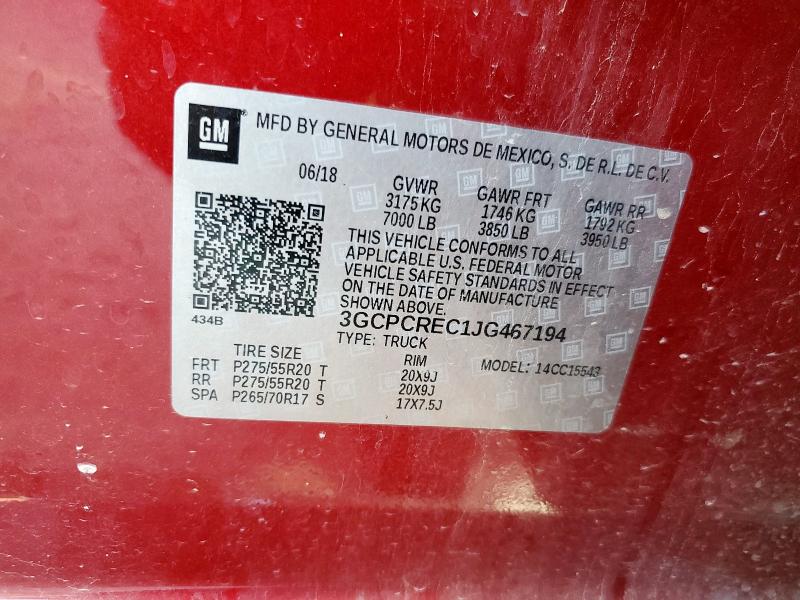 GM
MFD BY GENERAL MOTORS DE MEXICO, S. DE R.L. DE C.V.
06/18
GVWR GAWR FRT GAWR RR
3175 KG 1746 KG 1792 KG
7000 LB 3850 LB 3950 LB
THIS VEHICLE CONFORMS TO ALL
APPLICABLE U.S. FEDERAL MOTOR
VEHICLE SAFETY STANDARDS IN EFFECT
ON THE DATE OF MANUFACTURE
SHOWN ABOVE.
434B
3GCPCREC1JG467194
TYPE: TRUCK
TIRE SIZE RIM MODEL: 14CC15543
FRT P275/55R20 T 20X9J
RR P275/55R20 T 20X9J
SPA P265/70R17 S 17X7.5J